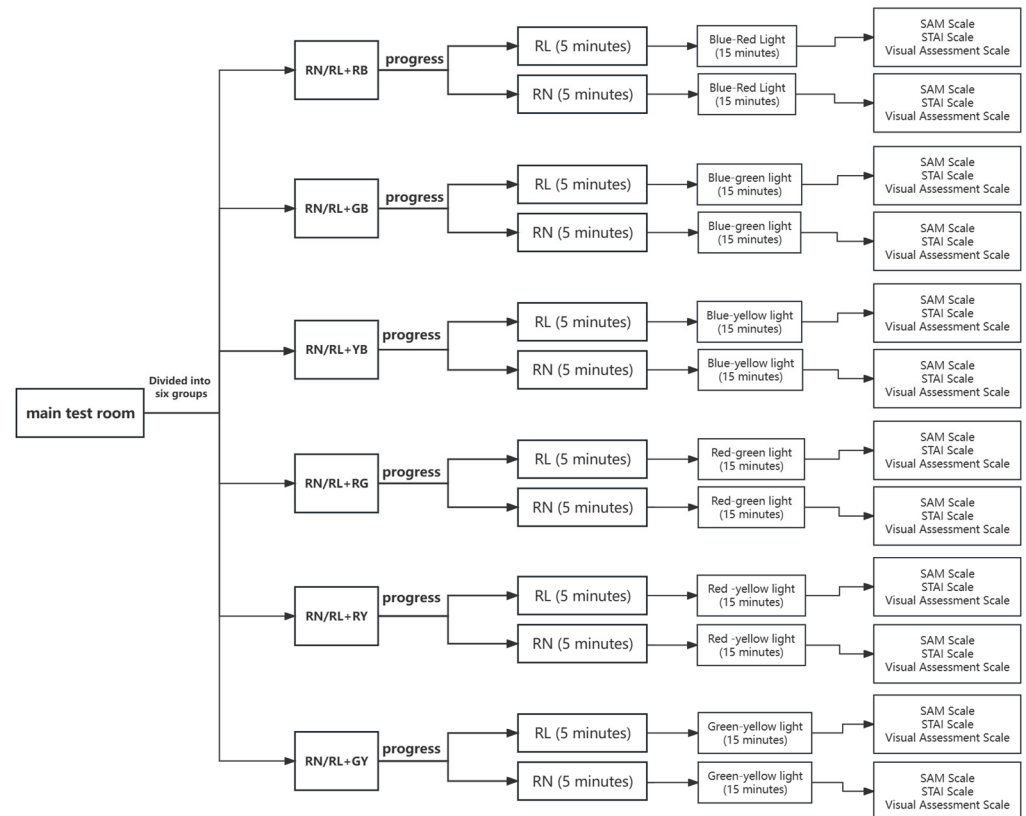 main test room
Divided into
six groups
RN/RL+RB
progress
RL (5 minutes)
Blue-Red Light
(15 minutes)
SAM Scale
STAI Scale
Visual Assessment Scale
RN (5 minutes)
Blue-Red Light
(15 minutes)
SAM Scale
STAI Scale
Visual Assessment Scale
RN/RL+GB
progress
RL (5 minutes)
Blue-green light
(15 minutes)
SAM Scale
STAI Scale
Visual Assessment Scale
RN (5 minutes)
Blue-green light
(15 minutes)
SAM Scale
STAI Scale
Visual Assessment Scale
RN/RL+YB
progress
RL (5 minutes)
Blue-yellow light
(15 minutes)
SAM Scale
STAI Scale
Visual Assessment Scale
RN (5 minutes)
Blue-yellow light
(15 minutes)
SAM Scale
STAI Scale
Visual Assessment Scale
RN/RL+RG
progress
RL (5 minutes)
Red-green light
(15 minutes)
SAM Scale
STAI Scale
Visual Assessment Scale
RN (5 minutes)
Red-green light
(15 minutes)
SAM Scale
STAI Scale
Visual Assessment Scale
RN/RL+RY
progress
RL (5 minutes)
Red -yellow light
(15 minutes)
SAM Scale
STAI Scale
Visual Assessment Scale
RN (5 minutes)
Red -yellow light
(15 minutes)
SAM Scale
STAI Scale
Visual Assessment Scale
RN/RL+GY
progress
RL (5 minutes)
Green-yellow light
(15 minutes)
SAM Scale
STAI Scale
Visual Assessment Scale
RN (5 minutes)
Green-yellow light
(15 minutes)
SAM Scale
STAI Scale
Visual Assessment Scale